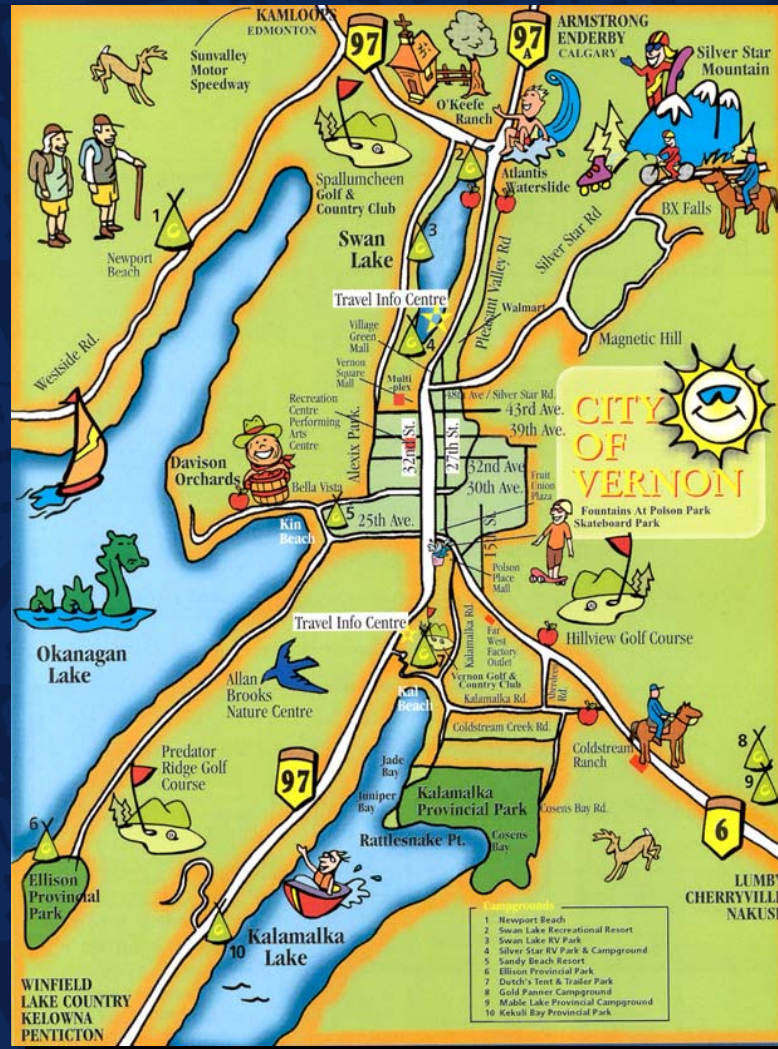 KAMLOOPS
EDMONTON
97
97
A
ARMSTRONG
ENDERBY
CALGARY
Silver Star
Mountain
Sunvalley
Motor
Speedway
O'Keefe
Ranch
2
Atlantis
Waterslide
Spallumcheen
Golf &
Country Club
1
Newport
Beach
3
Swan
Lake
BX Falls
Silver Star Rd
Pleasant Valley Rd
Travel Info Centre
Walmart
Village
Green
Mall
4
Magnetic Hill
Westside Rd.
Vernon
Square
Mall
Multi
-plex
48th Ave / Silver Star Rd.
43rd Ave.
39th Ave.
Recreation
Centre
Performing
Arts
Centre
Alexix Park.
32nd St.
27th St.
CITY
OF
VERNON
Fountains At Polson Park
Skateboard Park
Davison
Orchards
Bella Vista
32nd Ave
30th Ave.
Fruit
Union
Plaza
5
25th Ave.
Kin
Beach
15th St.
Polson
Place
Mall
Travel Info Centre
Kalamalka Rd.
Far
West
Factory
Outlet
Hillview Golf Course
Okanagan
Lake
Allan
Brooks
Nature Centre
Vernon Golf &
Country Club
Kal
Beach
Kalamalka Rd.
Aberdeen
Rd.
Coldstream Creek Rd.
Coldstream
Ranch
Predator
Ridge Golf
Course
97
Jade
Bay
Juniper
Bay
Kalamalka
Provincial Park
Cosens Bay Rd.
8
9
6
Rattlesnake Pt.
Cosens
Bay
6
Ellison
Provincial
Park
LUMBY
CHERRYVILLE
NAKUSP
10
Kalamalka
Lake
WINFIELD
LAKE COUNTRY
KELOWNA
PENTICTON
Campgrounds
1 Newport Beach
2 Swan Lake Recreational Resort
3 Swan Lake RV Park
4 Silver Star RV Park & Campground
5 Sandy Beach Resort
6 Ellison Provincial Park
7 Dutch's Tent & Trailer Park
8 Gold Panner Campground
9 Mable Lake Provincial Campground
10 Kekuli Bay Provincial Park